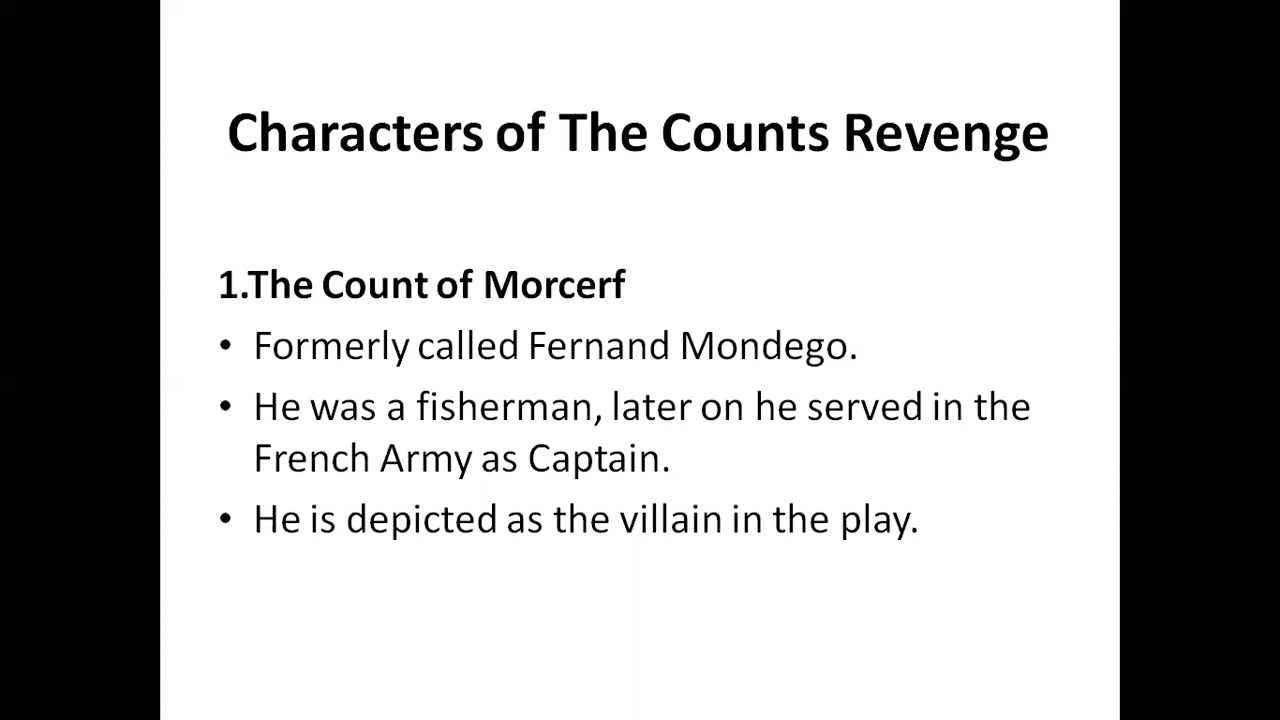 Characters of The Counts Revenge
1.The Count of Morcerf
• Formerly called Fernand Mondego.
• He was a fisherman, later on he served in the
French Army as Captain.
• He is depicted as the villain in the play.